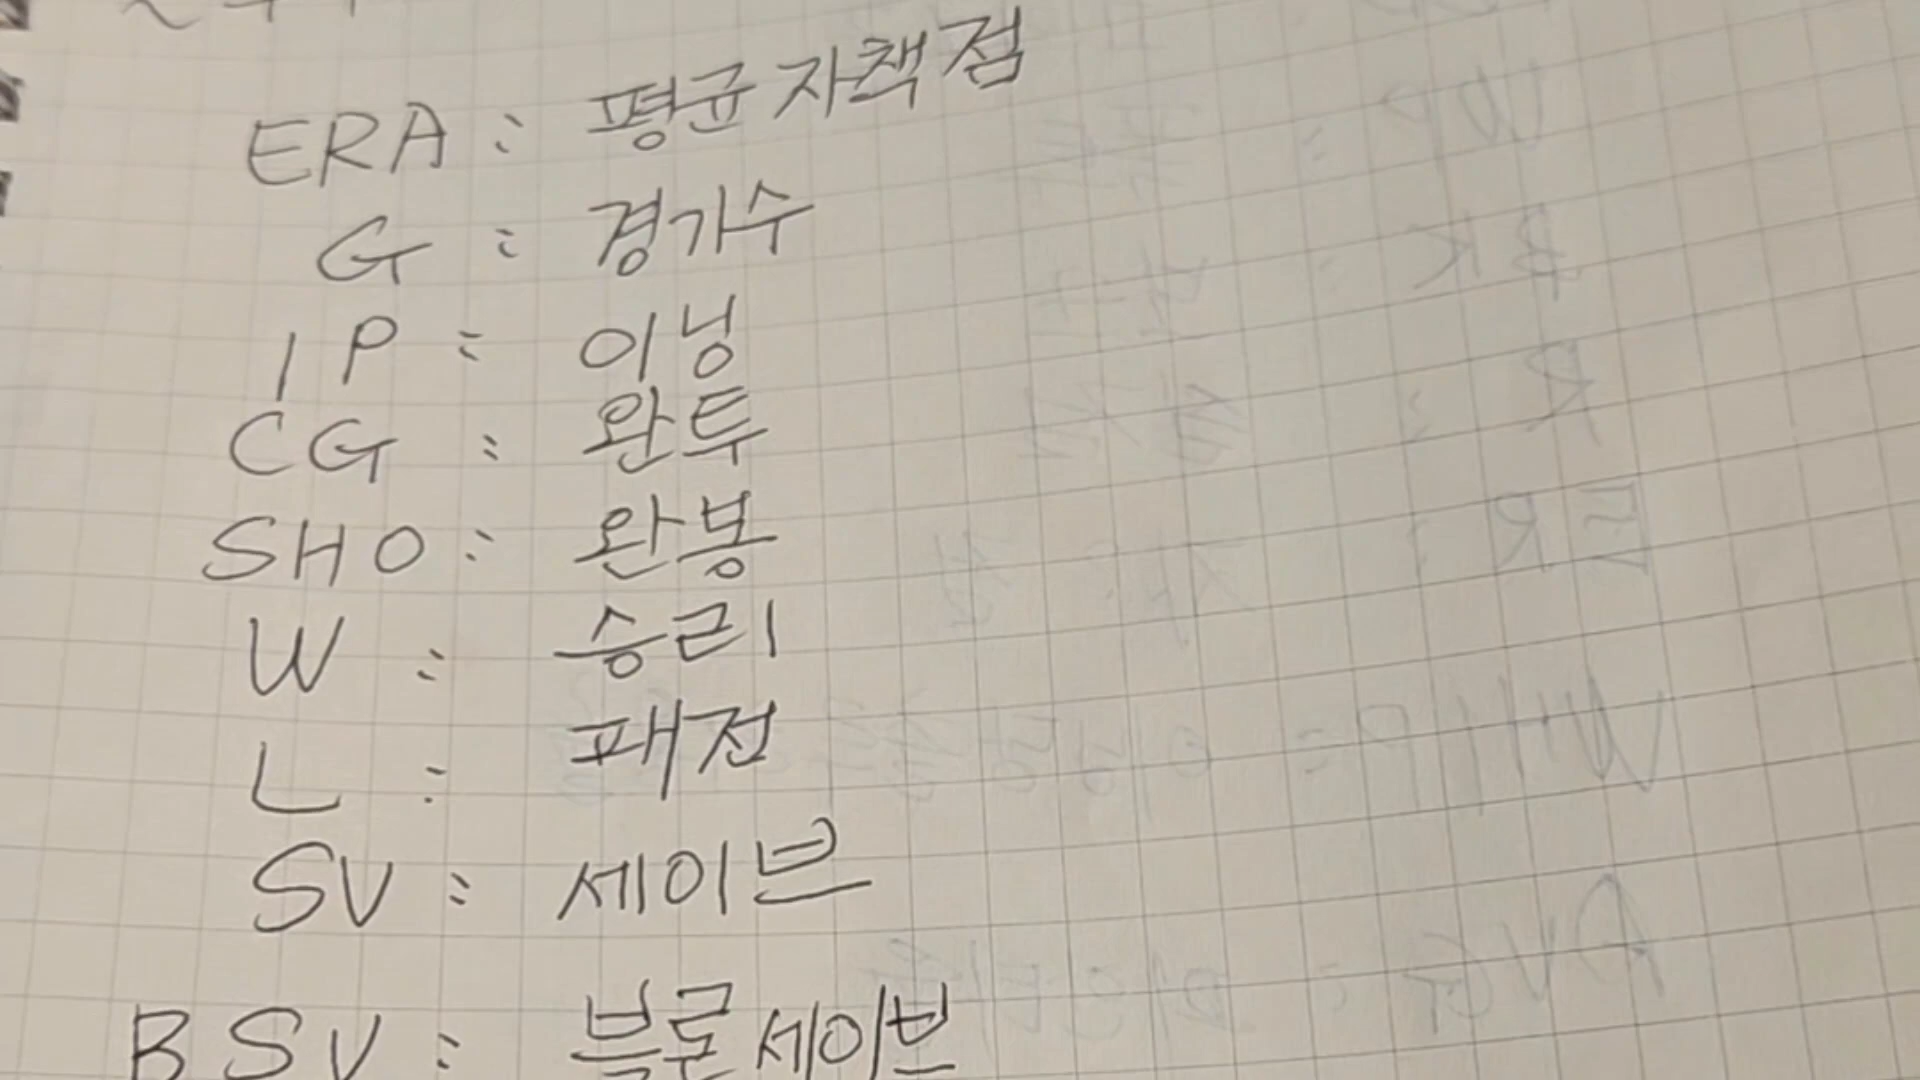 ERA : 평균자책점
G : 경기수
IP : 이닝
CG : 완투
SHO : 완봉
W : 승리
L : 패전
SV : 세이브
BSV : 블론세이브